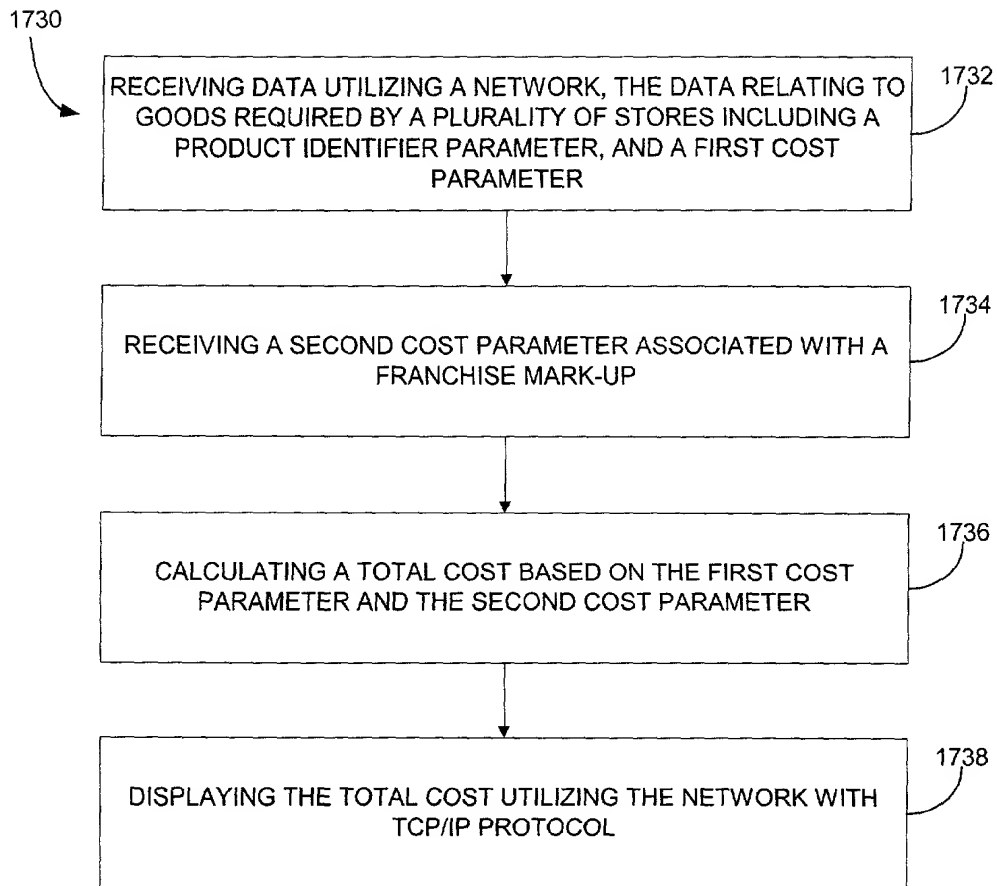 1730
RECEIVING DATA UTILIZING A NETWORK, THE DATA RELATING TO
GOODS REQUIRED BY A PLURALITY OF STORES INCLUDING A
PRODUCT IDENTIFIER PARAMETER, AND A FIRST COST
PARAMETER
1732
RECEIVING A SECOND COST PARAMETER ASSOCIATED WITH A
FRANCHISE MARK-UP
1734
CALCULATING A TOTAL COST BASED ON THE FIRST COST
PARAMETER AND THE SECOND COST PARAMETER
1736
DISPLAYING THE TOTAL COST UTILIZING THE NETWORK WITH
TCP/IP PROTOCOL
1738